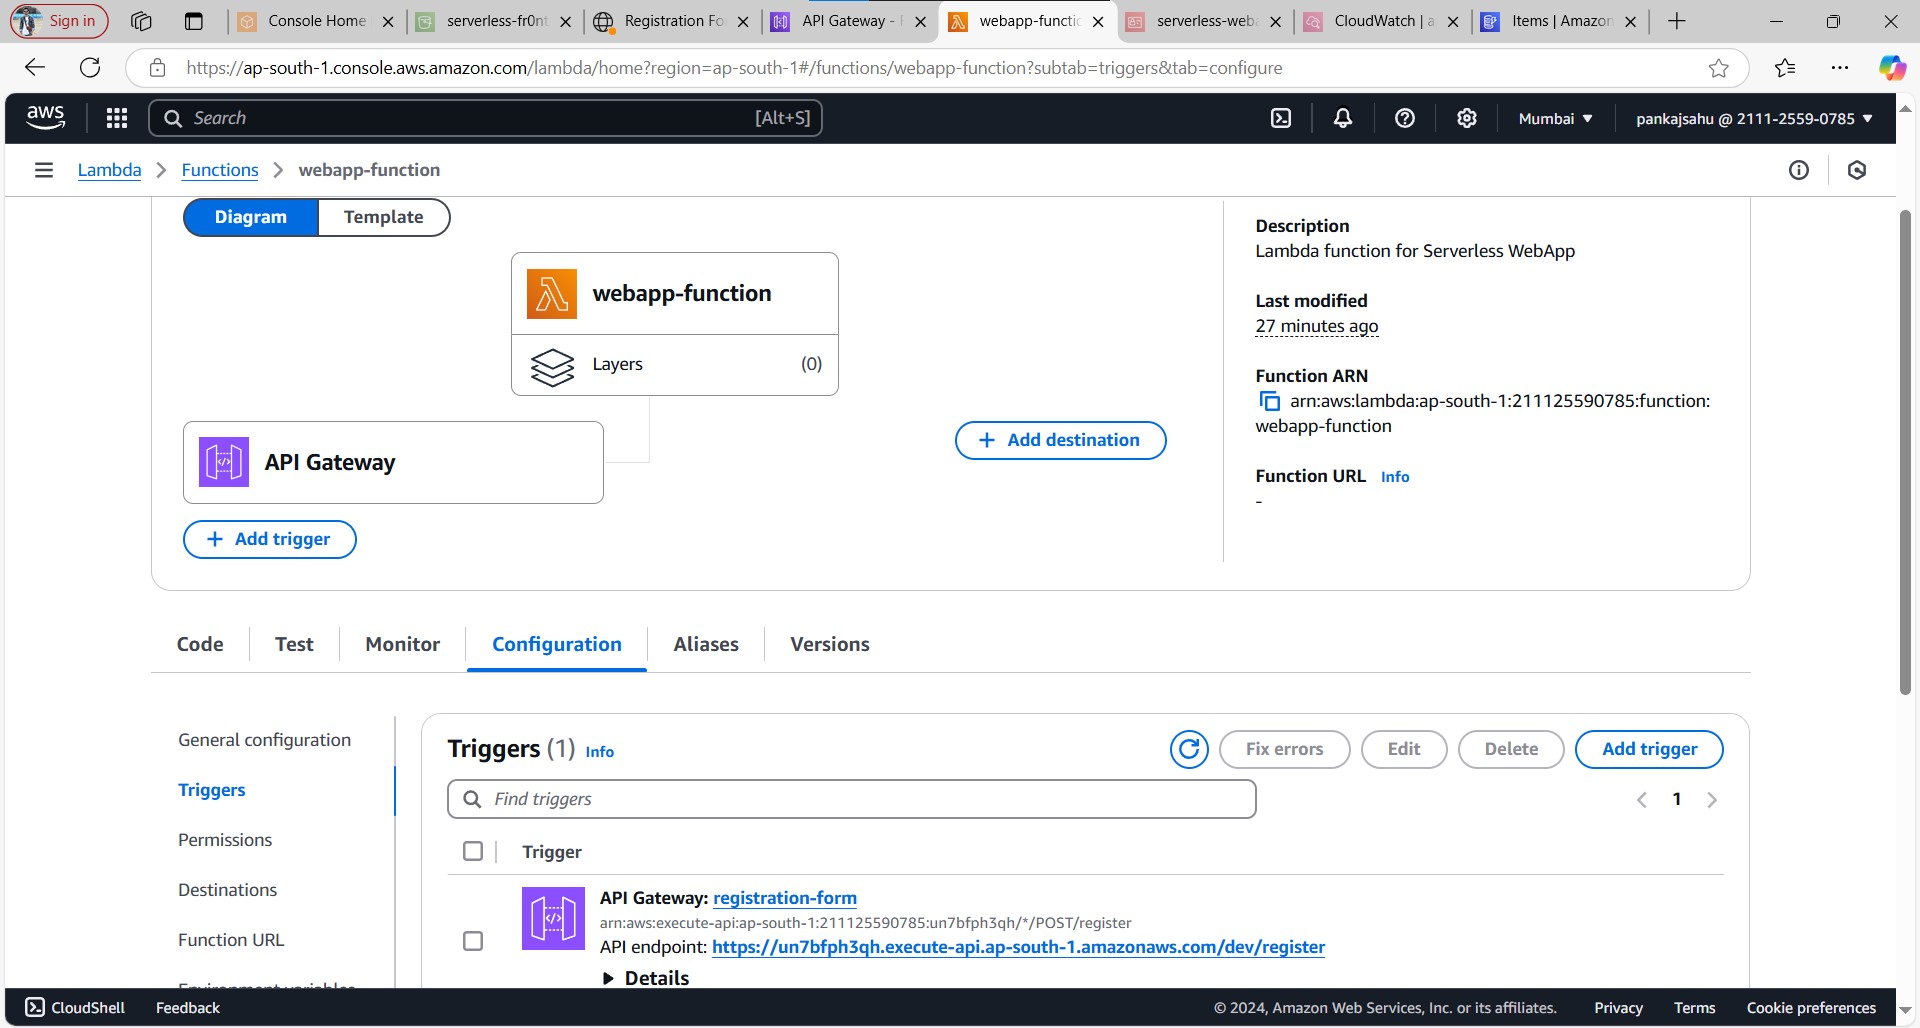 Sign in
Console Home
serverless-fr0nt
Registration Fo
API Gateway -
webapp-functi
serverless-web
CloudWatch | a
Items | Amazon
https://ap-south-1.console.aws.amazon.com/lambda/home?region=ap-south-1#/functions/webapp-function?subtab=triggers&tab=configure
aws
Search
[Alt+S]
Mumbai
pankajsahu @ 2111-2559-0785
Lambda
Functions
webapp-function
Diagram
Template
webapp-function
Layers
(0)
API Gateway
+ Add destination
+ Add trigger
Description
Lambda function for Serverless WebApp
Last modified
27 minutes ago
Function ARN
arn:aws:lambda:ap-south-1:211125590785:function:
webapp-function
Function URL Info
-
Code
Test
Monitor
Configuration
Aliases
Versions
General configuration
Triggers
Permissions
Destinations
Function URL
Environment variables
Triggers (1) Info
Fix errors
Edit
Delete
Add trigger
Find triggers
1
Trigger
API Gateway: registration-form
arn:aws:execute-api:ap-south-1:211125590785:un7bfph3qh/*/POST/register
API endpoint: https://un7bfph3qh.execute-api.ap-south-1.amazonaws.com/dev/register
Details
CloudShell
Feedback
© 2024, Amazon Web Services, Inc. or its affiliates.
Privacy
Terms
Cookie preferences